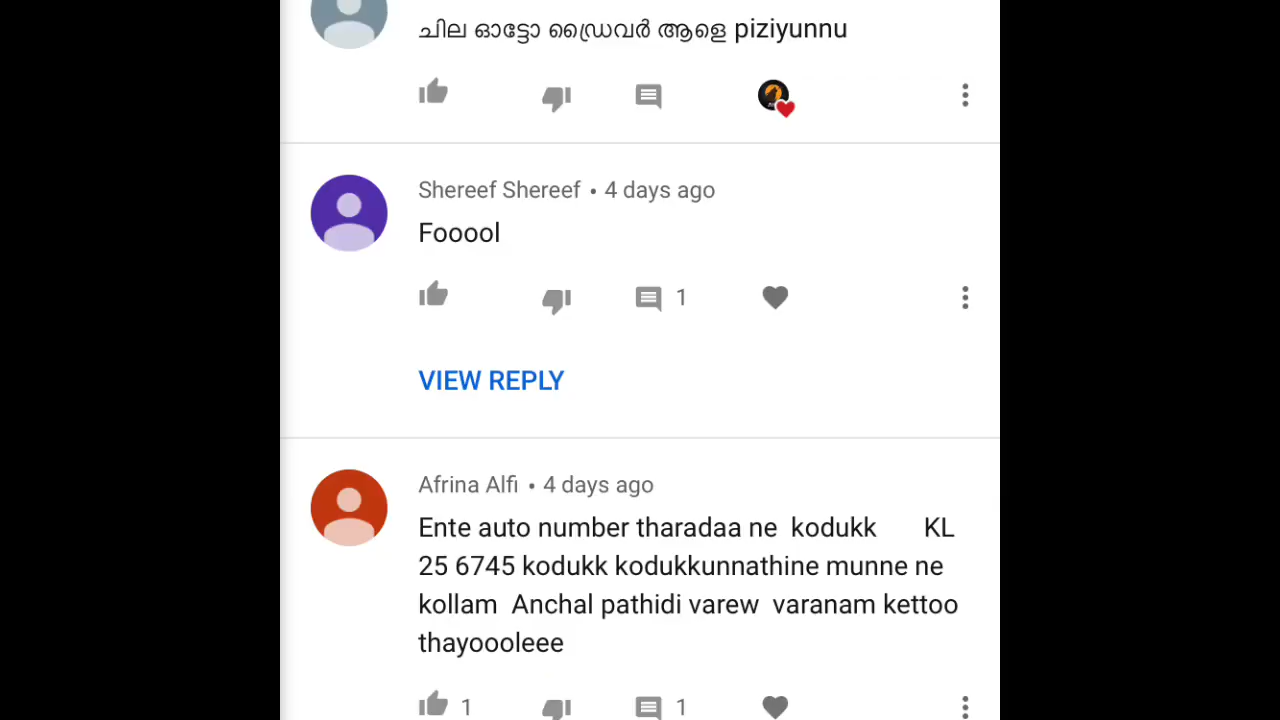 ചില ഓട്ടോ ഡ്രൈവർ ആളെ piziyunnu
Shereef Shereef • 4 days ago
Fooool
1
VIEW REPLY
Afrina Alfi • 4 days ago
Ente auto number tharadaa ne kodukk KL
25 6745 kodukk kodukkunnathine munne ne
kollam Anchal pathidi varew varanam kettoo
thayoooleee
1 1